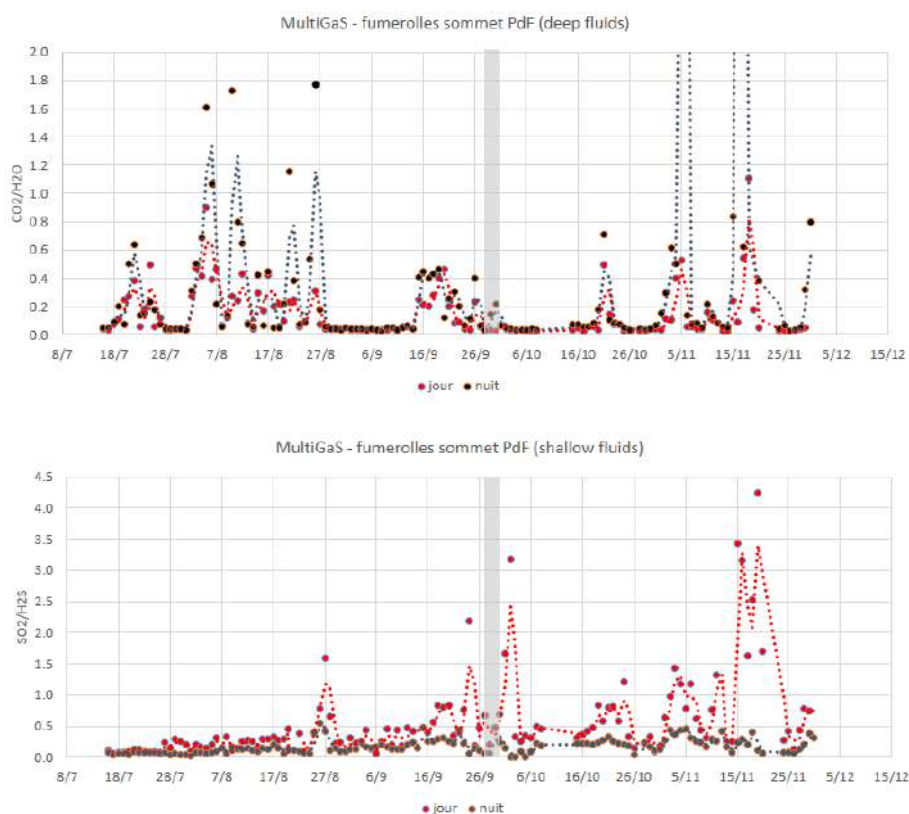 MultiGaS - fumerolles sommet PdF (deep fluids)
2.0
1.8
1.6
1.4
1.2
1.0
0.8
0.6
0.4
0.2
0.0
CO2/H2O
8/7 18/7 28/7 7/8 17/8 27/8 6/9 16/9 26/9 6/10 16/10 26/10 5/11 15/11 25/11 5/12 15/12
jour nuit
MultiGaS - fumerolles sommet PdF (shallow fluids)
4.5
4.0
3.5
3.0
2.5
2.0
1.5
1.0
0.5
0.0
SO2/H2S
8/7 18/7 28/7 7/8 17/8 27/8 6/9 16/9 26/9 6/10 16/10 26/10 5/11 15/11 25/11 5/12 15/12
jour nuit